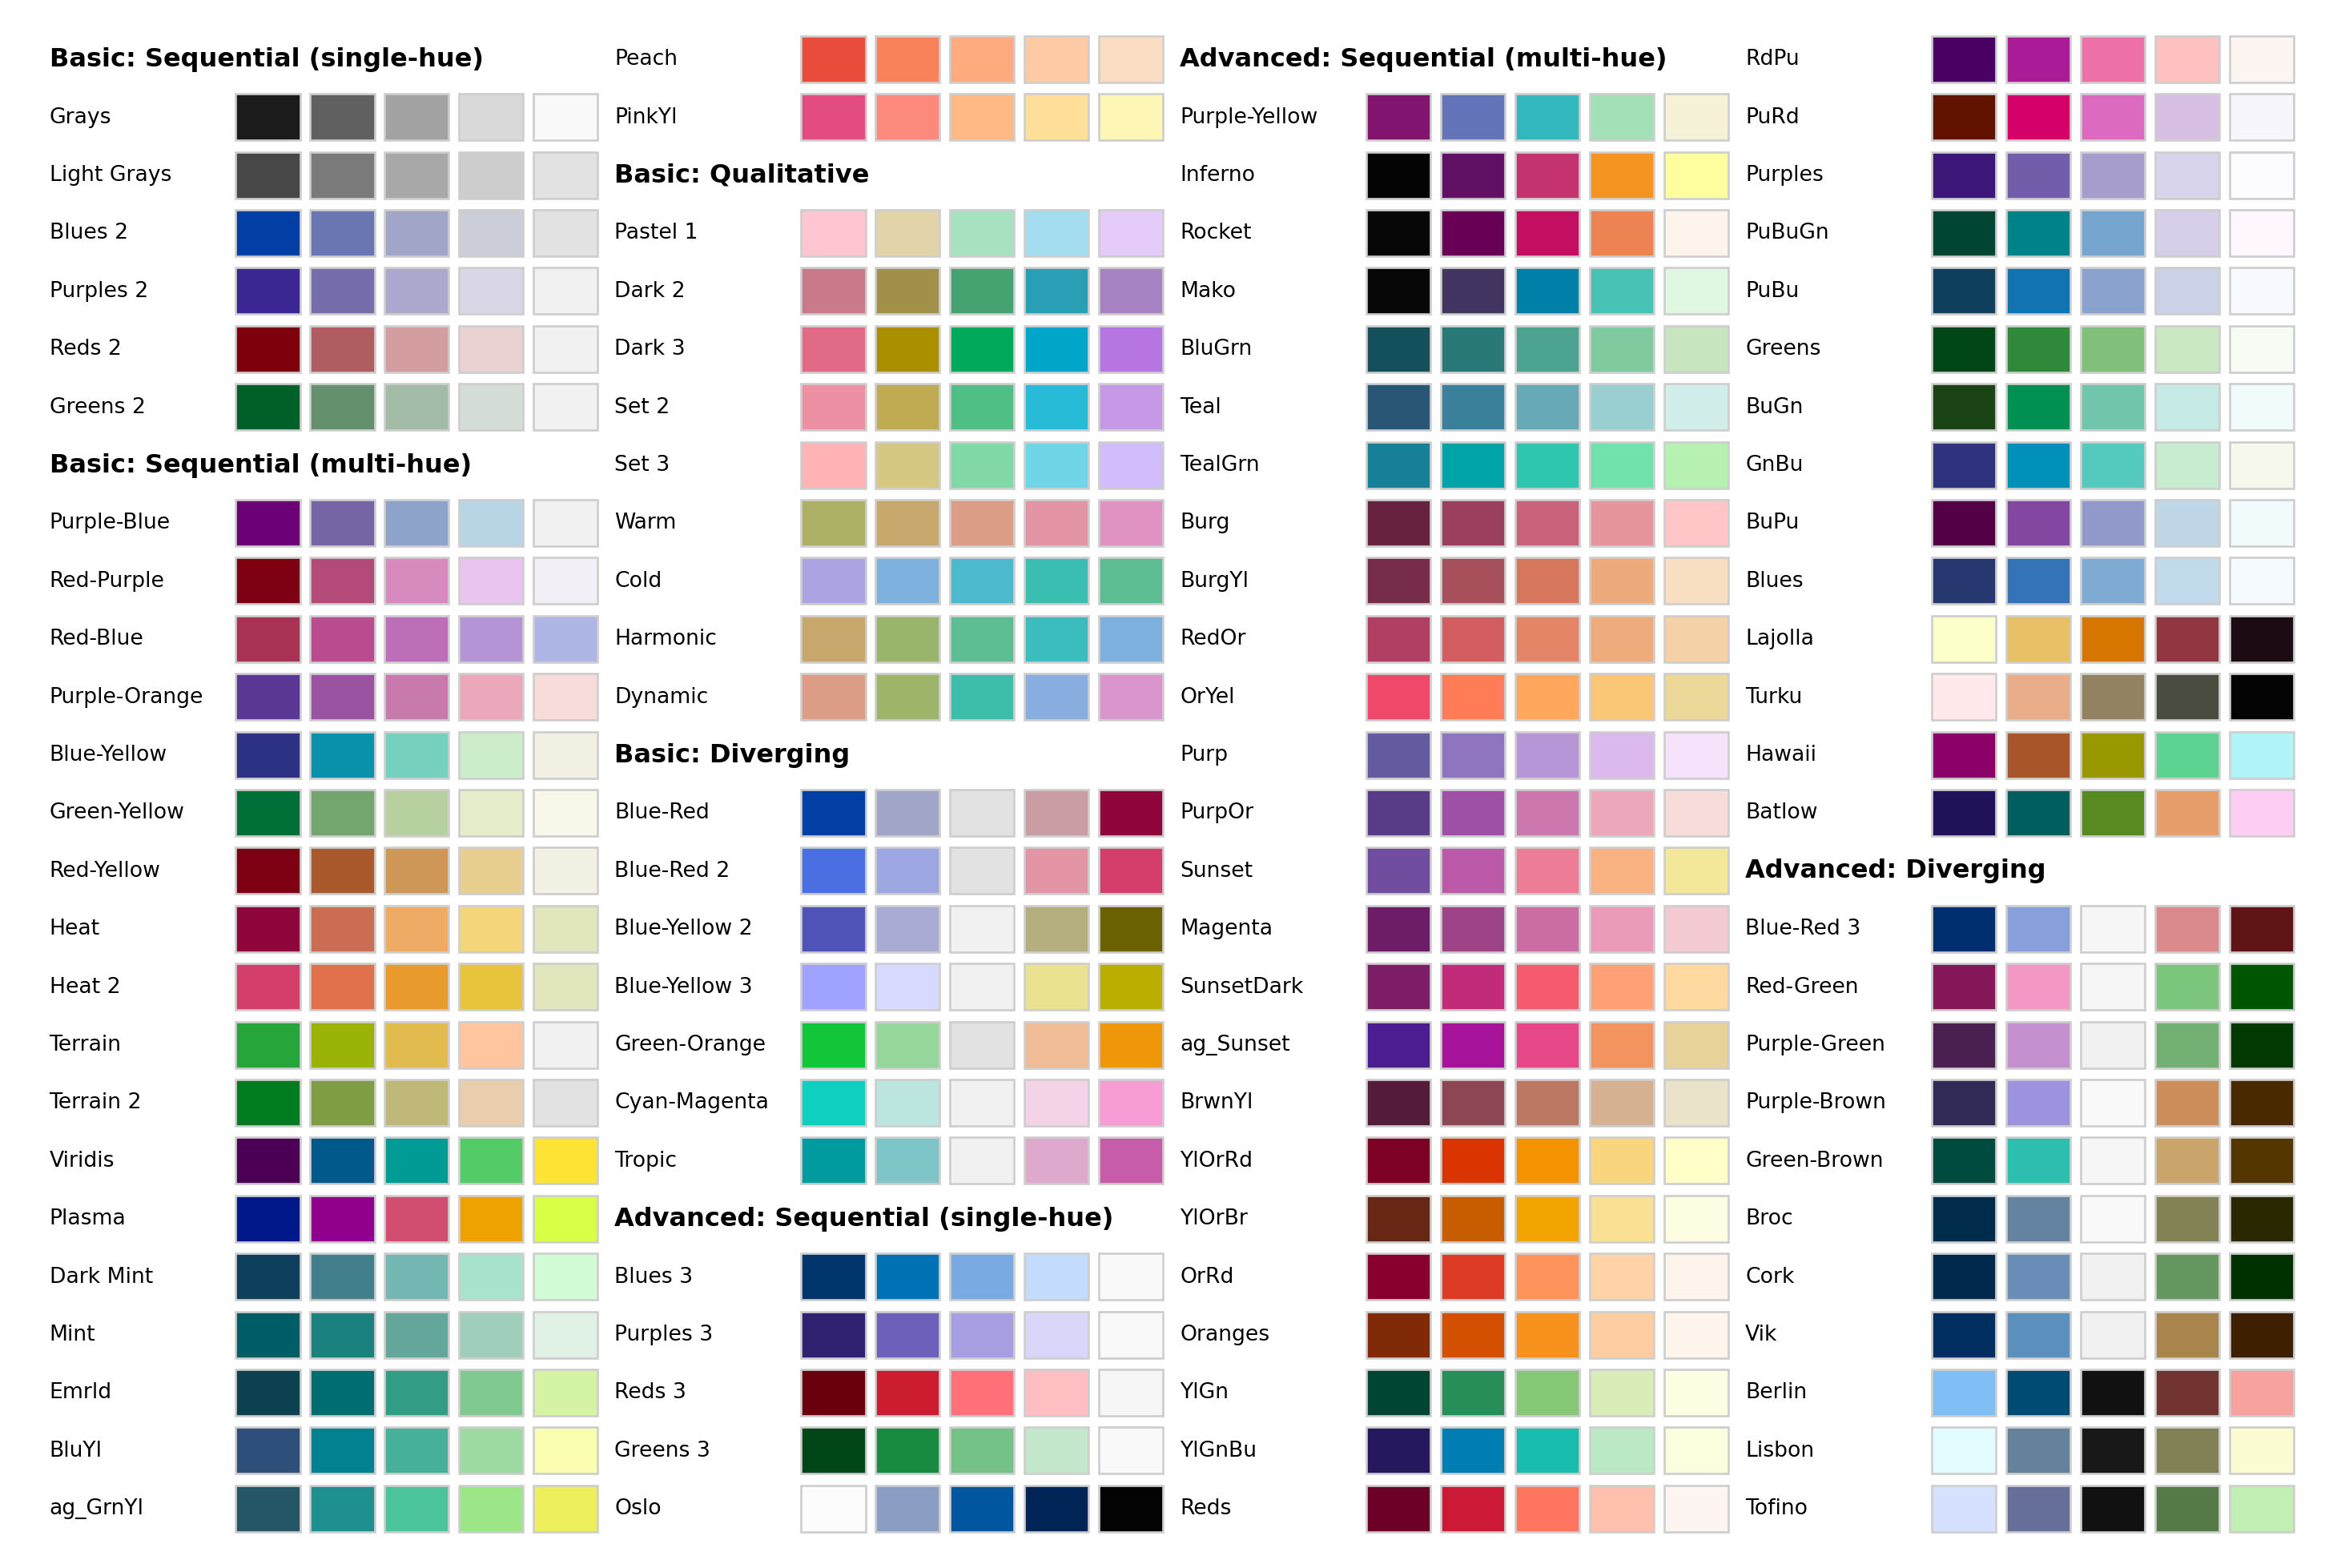 Basic: Sequential (single-hue)
Grays
Light Grays
Blues 2
Purples 2
Reds 2
Greens 2
Basic: Sequential (multi-hue)
Purple-Blue
Red-Purple
Red-Blue
Purple-Orange
Blue-Yellow
Green-Yellow
Red-Yellow
Heat
Heat 2
Terrain
Terrain 2
Viridis
Plasma
Dark Mint
Mint
Emrld
BluYl
ag_GrnYl
Peach
PinkYl
Basic: Qualitative
Pastel 1
Dark 2
Dark 3
Set 2
Set 3
Warm
Cold
Harmonic
Dynamic
Basic: Diverging
Blue-Red
Blue-Red 2
Blue-Yellow 2
Blue-Yellow 3
Green-Orange
Cyan-Magenta
Tropic
Advanced: Sequential (single-hue)
Blues 3
Purples 3
Reds 3
Greens 3
Oslo
Advanced: Sequential (multi-hue)
Purple-Yellow
Inferno
Rocket
Mako
BluGrn
Teal
TealGrn
Burg
BurgYl
RedOr
OrYel
Purp
PurpOr
Sunset
Magenta
SunsetDark
ag_Sunset
BrwnYl
YlOrRd
YlOrBr
OrRd
Oranges
YlGn
YlGnBu
Reds
RdPu
PuRd
Purples
PuBuGn
PuBu
Greens
BuGn
GnBu
BuPu
Blues
Lajolla
Turku
Hawaii
Batlow
Advanced: Diverging
Blue-Red 3
Red-Green
Purple-Green
Purple-Brown
Green-Brown
Broc
Cork
Vik
Berlin
Lisbon
Tofino